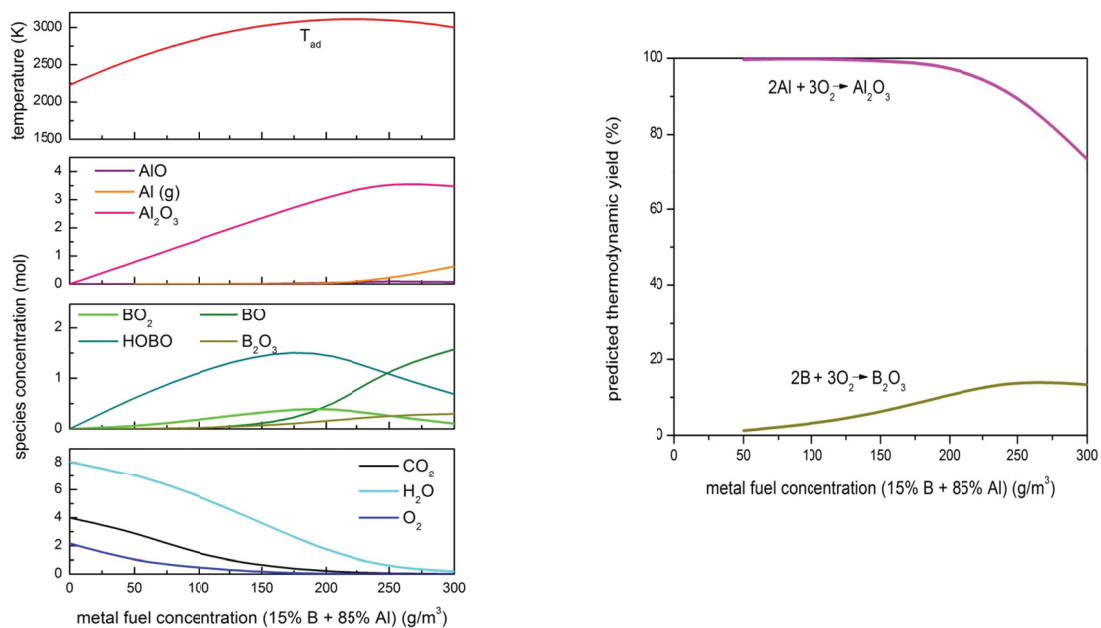 temperature (K)
3000
2500
2000
1500
T_ad
species concentration (mol)
4
3
2
1
0
AlO
Al (g)
Al₂O₃
2
1
0
BO₂
BO
HOBO
B₂O₃
8
6
4
2
0
CO₂
H₂O
O₂
0 50 100 150 200 250 300
metal fuel concentration (15% B + 85% Al) (g/m³)
predicted thermodynamic yield (%)
100
80
60
40
20
0
2Al + 3O₂ → Al₂O₃
2B + 3O₂ → B₂O₃
0 50 100 150 200 250 300
metal fuel concentration (15% B + 85% Al) (g/m³)